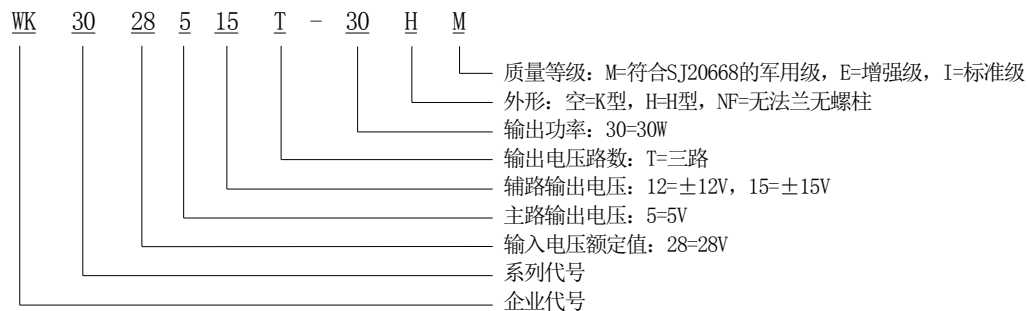 WK 30 28 5 15 T - 30 H M
质量等级：M=符合SJ20668的军用级，E=增强级，I=标准级
外形：空=K型，H=H型，NF=无法兰无螺柱
输出功率：30=30W
输出电压路数：T=三路
辅路输出电压：12=±12V，15=±15V
主路输出电压：5=5V
输入电压额定值：28=28V
系列代号
企业代号